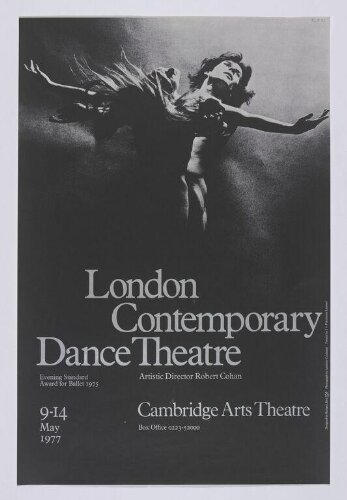 London
Contemporary
Dance Theatre
Evening Standard
Award for Ballet 1975
Artistic Director Robert Cohan
9-14
May
1977
Cambridge Arts Theatre
Box Office 0223-52000